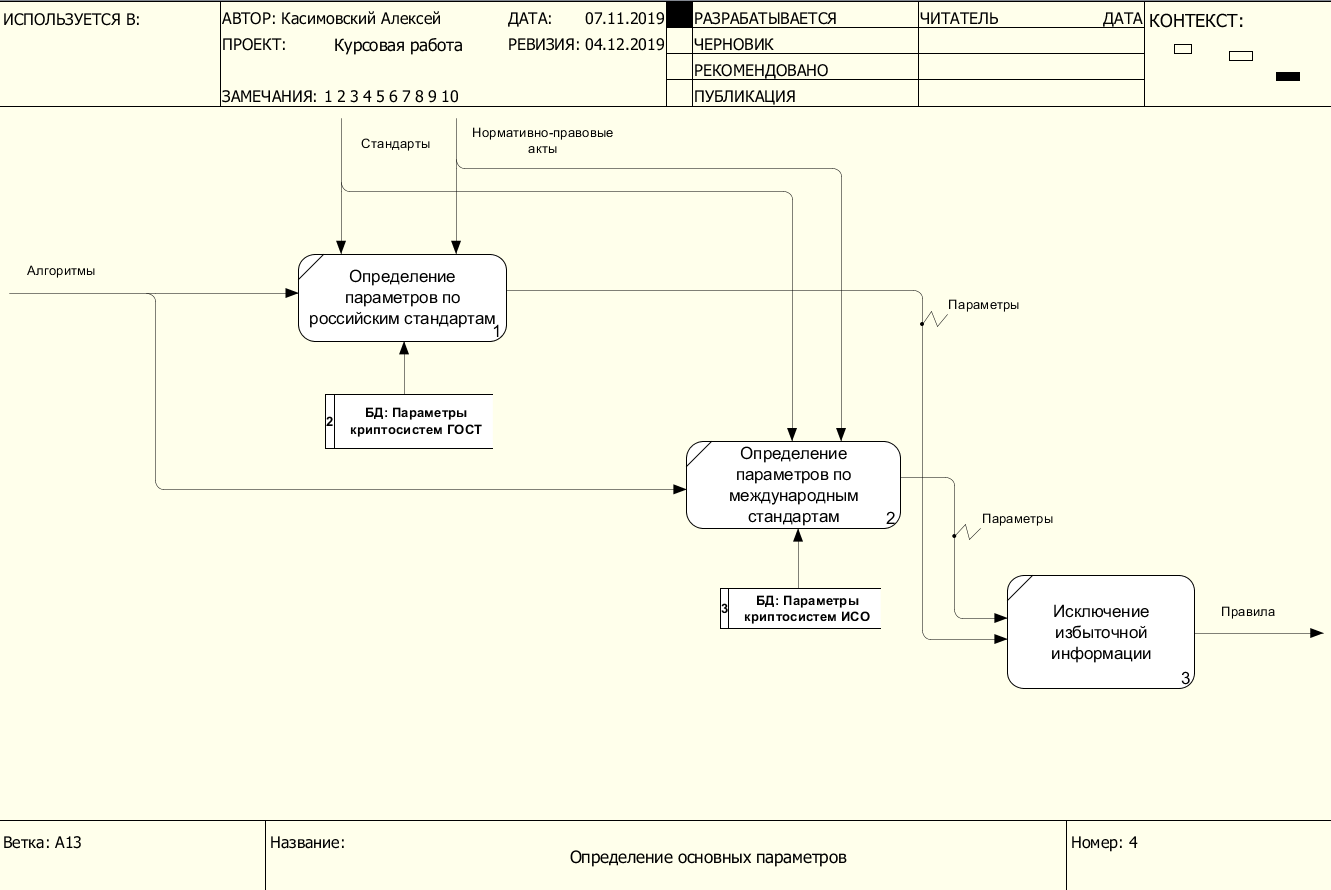 ИСПОЛЬЗУЕТСЯ В:
АВТОР: Касимовский Алексей
ДАТА: 07.11.2019
ПРОЕКТ: Курсовая работа
РЕВИЗИЯ: 04.12.2019
ЗАМЕЧАНИЯ: 1 2 3 4 5 6 7 8 9 10
РАЗРАБАТЫВАЕТСЯ
ЧЕРНОВИК
РЕКОМЕНДОВАНО
ПУБЛИКАЦИЯ
ЧИТАТЕЛЬ
ДАТА
КОНТЕКСТ:
Стандарты
Нормативно-правовые
акты
Алгоритмы
Определение
параметров по
российским стандартам
1
Параметры
2
БД: Параметры
криптосистем ГОСТ
Определение
параметров по
международным
стандартам
2
Параметры
3
БД: Параметры
криптосистем ИСО
Исключение
избыточной
информации
3
Правила
Ветка: А13
Название:
Определение основных параметров
Номер: 4